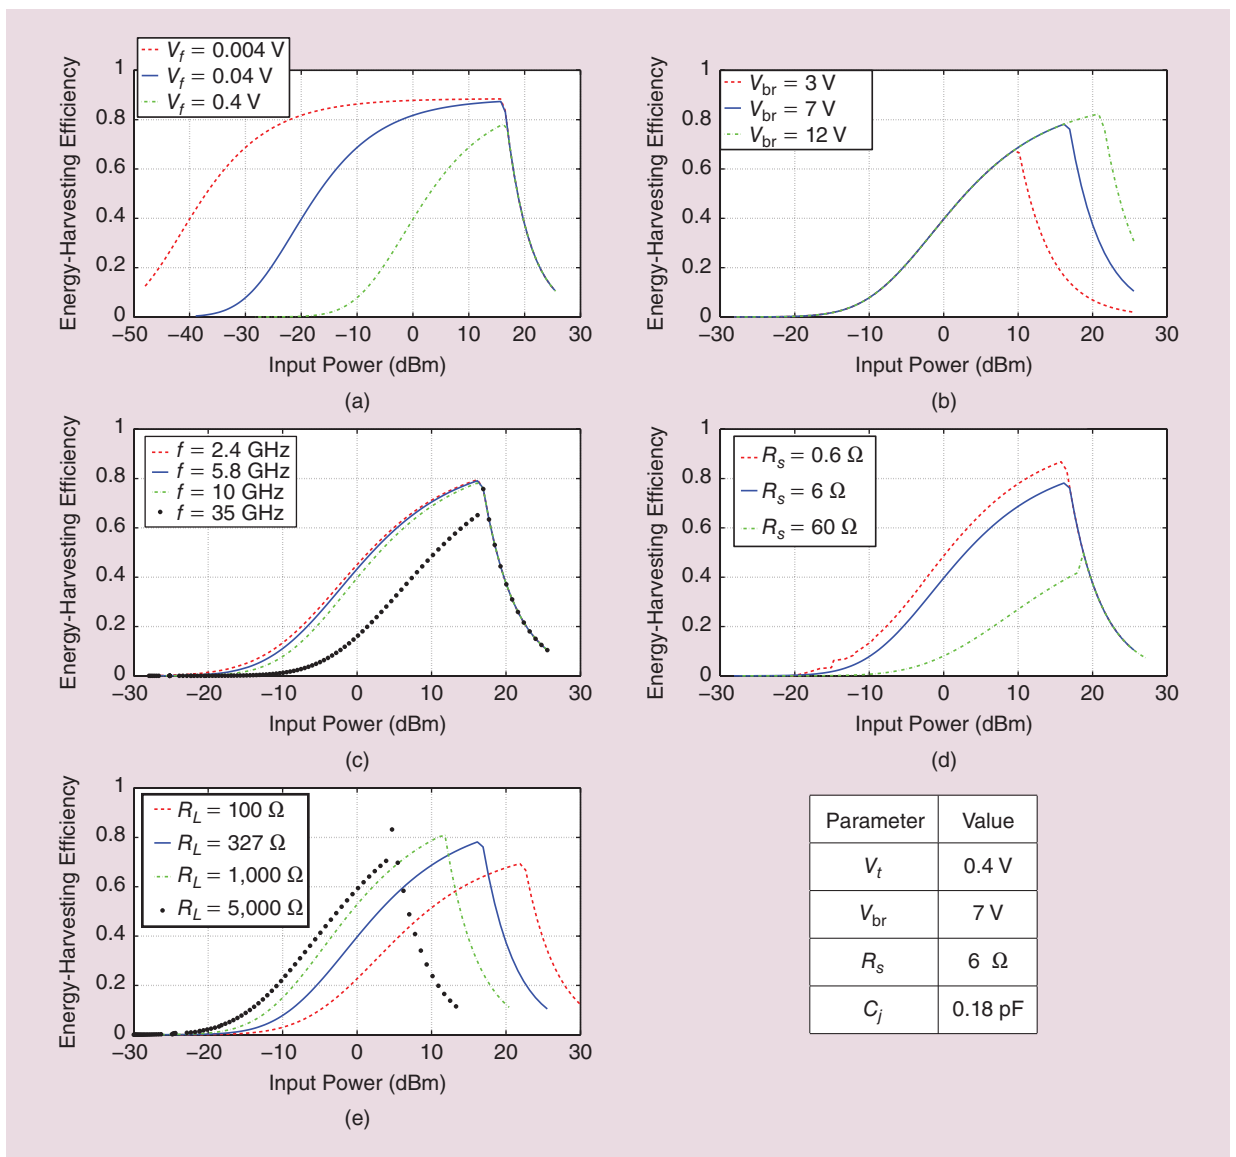 V_f = 0.004 V
V_f = 0.04 V
V_f = 0.4 V
Energy-Harvesting Efficiency
1
0.8
0.6
0.4
0.2
0
−50 −40 −30 −20 −10 0 10 20 30
Input Power (dBm)
(a)
V_br = 3 V
V_br = 7 V
V_br = 12 V
Energy-Harvesting Efficiency
1
0.8
0.6
0.4
0.2
0
−30 −20 −10 0 10 20 30
Input Power (dBm)
(b)
f = 2.4 GHz
f = 5.8 GHz
f = 10 GHz
f = 35 GHz
Energy-Harvesting Efficiency
1
0.8
0.6
0.4
0.2
0
−30 −20 −10 0 10 20 30
Input Power (dBm)
(c)
R_s = 0.6 Ω
R_s = 6 Ω
R_s = 60 Ω
Energy-Harvesting Efficiency
1
0.8
0.6
0.4
0.2
0
−30 −20 −10 0 10 20 30
Input Power (dBm)
(d)
R_L = 100 Ω
R_L = 327 Ω
R_L = 1,000 Ω
R_L = 5,000 Ω
Energy-Harvesting Efficiency
1
0.8
0.6
0.4
0.2
0
−30 −20 −10 0 10 20 30
Input Power (dBm)
(e)
Parameter Value
V_t 0.4 V
V_br 7 V
R_s 6 Ω
C_j 0.18 pF